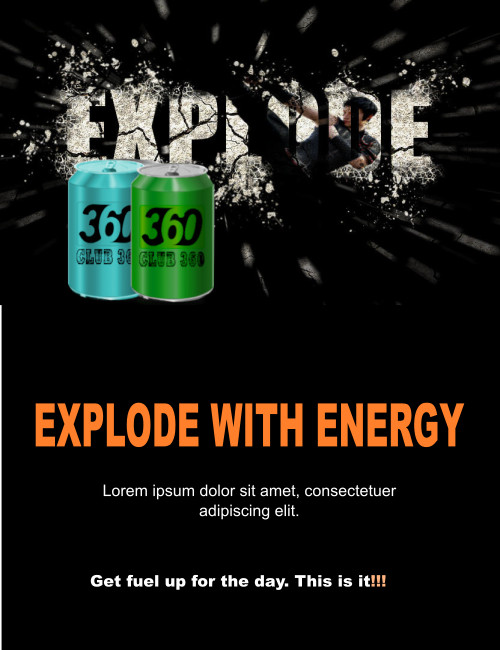 EXPLODE
360 360
CLUB 36 CLUB 360
EXPLODE WITH ENERGY
Lorem ipsum dolor sit amet, consectetuer
adipiscing elit.
Get fuel up for the day. This is it!!!